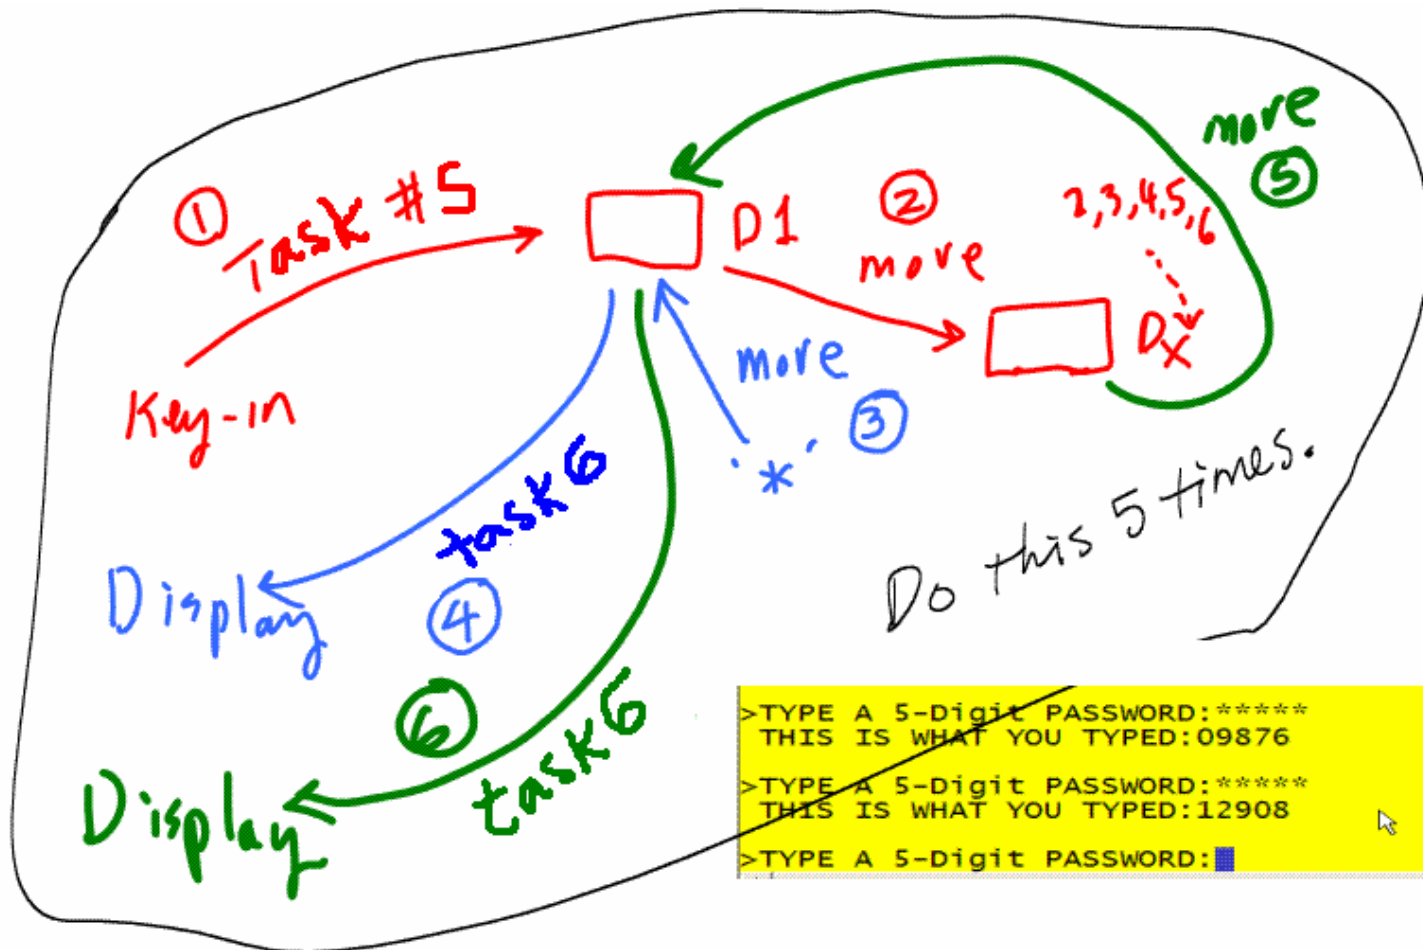 more
⑤
① Task #5
D1
② more
2,3,4,5,6
Dx
Key-in
more ③
'*'
task6
Display
④
Do this 5 times.
⑥
task6
Display
>TYPE A 5-Digit PASSWORD:*****
THIS IS WHAT YOU TYPED:09876
>TYPE A 5-Digit PASSWORD:*****
THIS IS WHAT YOU TYPED:12908
>TYPE A 5-Digit PASSWORD: